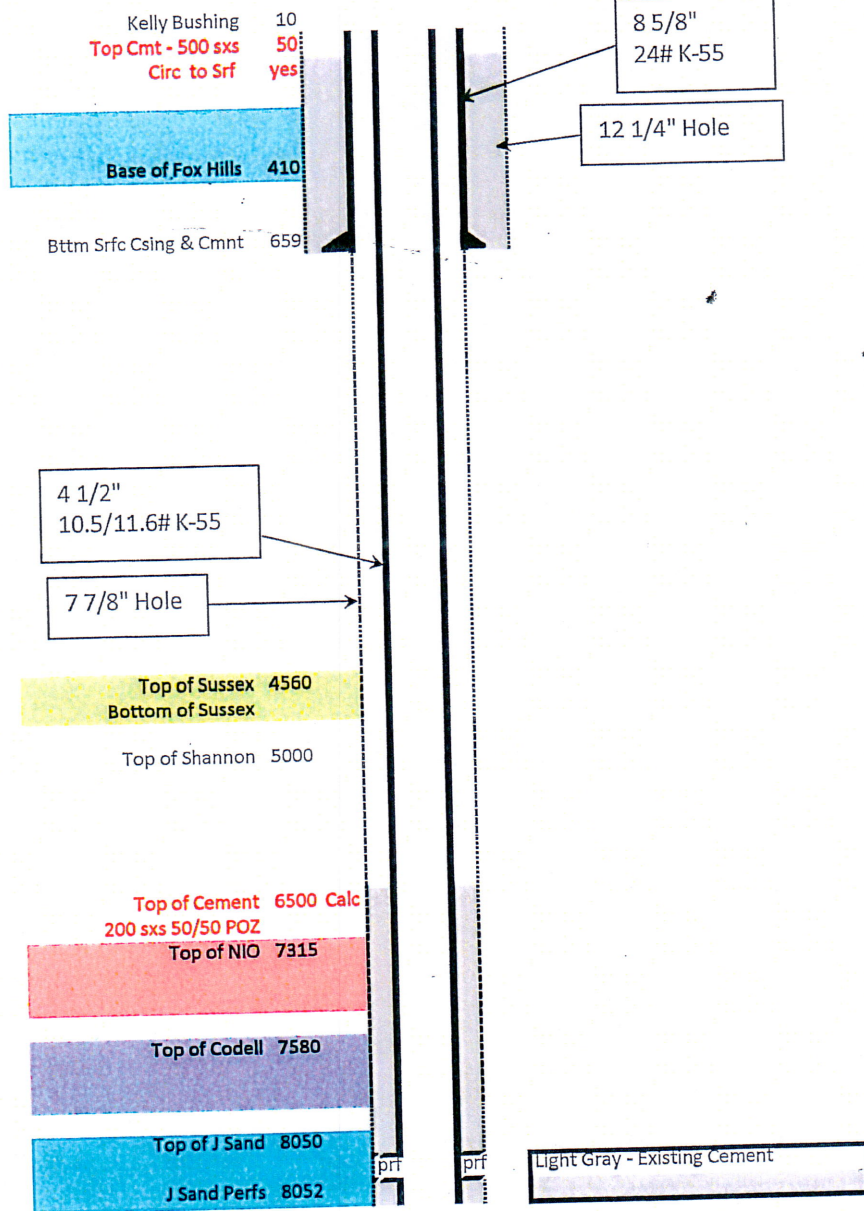 Kelly Bushing 10
Top Cmt - 500 sxs 50
Circ to Srf yes
8 5/8"
24# K-55
12 1/4" Hole
Base of Fox Hills 410
Bttm Srfc Csing & Cmnt 659
4 1/2"
10.5/11.6# K-55
7 7/8" Hole
Top of Sussex 4560
Bottom of Sussex
Top of Shannon 5000
Top of Cement 6500 Calc
200 sxs 50/50 POZ
Top of NIO 7315
Top of Codell 7580
Top of J Sand 8050
prf prf
Light Gray - Existing Cement
J Sand Perfs 8052